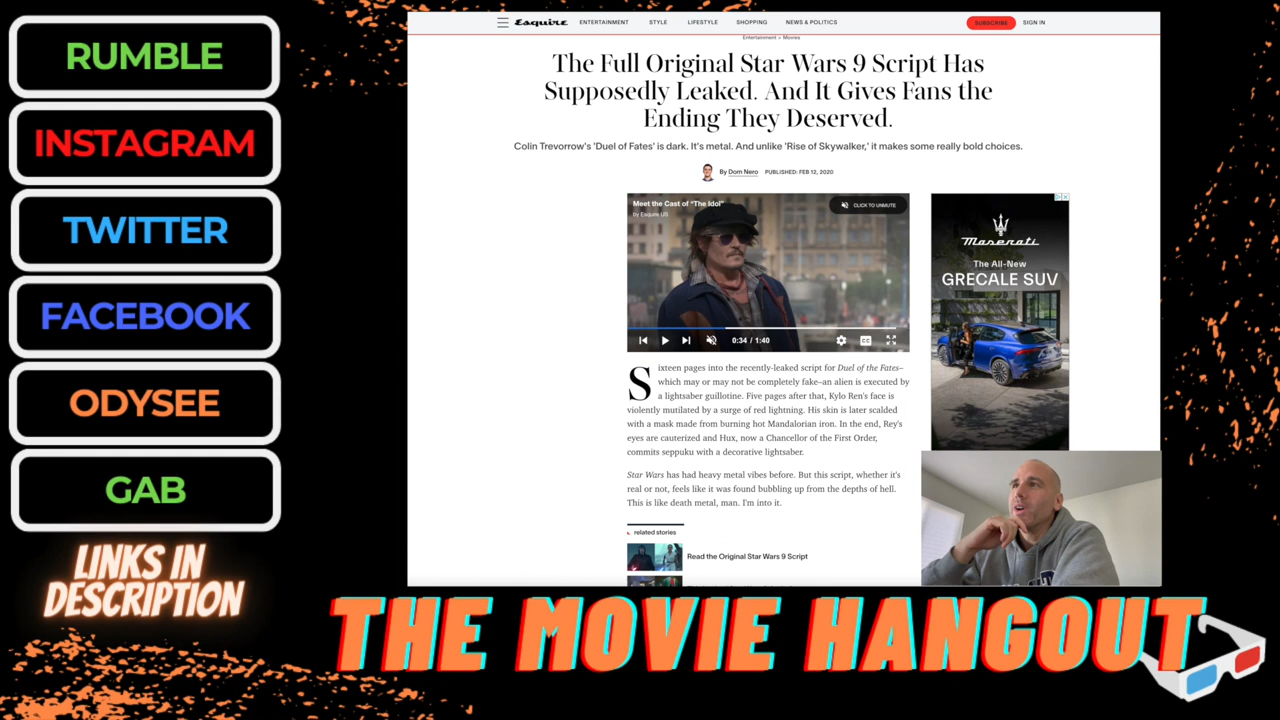 RUMBLE
INSTAGRAM
TWITTER
FACEBOOK
ODYSEE
GAB
LINKS IN
DESCRIPTION
Esquire ENTERTAINMENT STYLE LIFESTYLE SHOPPING NEWS & POLITICS SUBSCRIBE SIGN IN
Entertainment > Movies
The Full Original Star Wars 9 Script Has
Supposedly Leaked. And It Gives Fans the
Ending They Deserved.
Colin Trevorrow's 'Duel of Fates' is dark. It's metal. And unlike 'Rise of Skywalker,' it makes some really bold choices.
By Dom Nero PUBLISHED: FEB 12, 2020
Meet the Cast of "The Idol"
by Esquire US
CLICK TO UNMUTE
0:34 / 1:40
CC
Maserati
The All-New
GRECALE SUV
Sixteen pages into the recently-leaked script for Duel of the Fates–
which may or may not be completely fake–an alien is executed by
a lightsaber guillotine. Five pages after that, Kylo Ren's face is
violently mutilated by a surge of red lightning. His skin is later scalded
with a mask made from burning hot Mandalorian iron. In the end, Rey's
eyes are cauterized and Hux, now a Chancellor of the First Order,
commits seppuku with a decorative lightsaber.
Star Wars has had heavy metal vibes before. But this script, whether it's
real or not, feels like it was found bubbling up from the depths of hell.
This is like death metal, man. I'm into it.
related stories
Read the Original Star Wars 9 Script
THE MOVIE HANGOUT